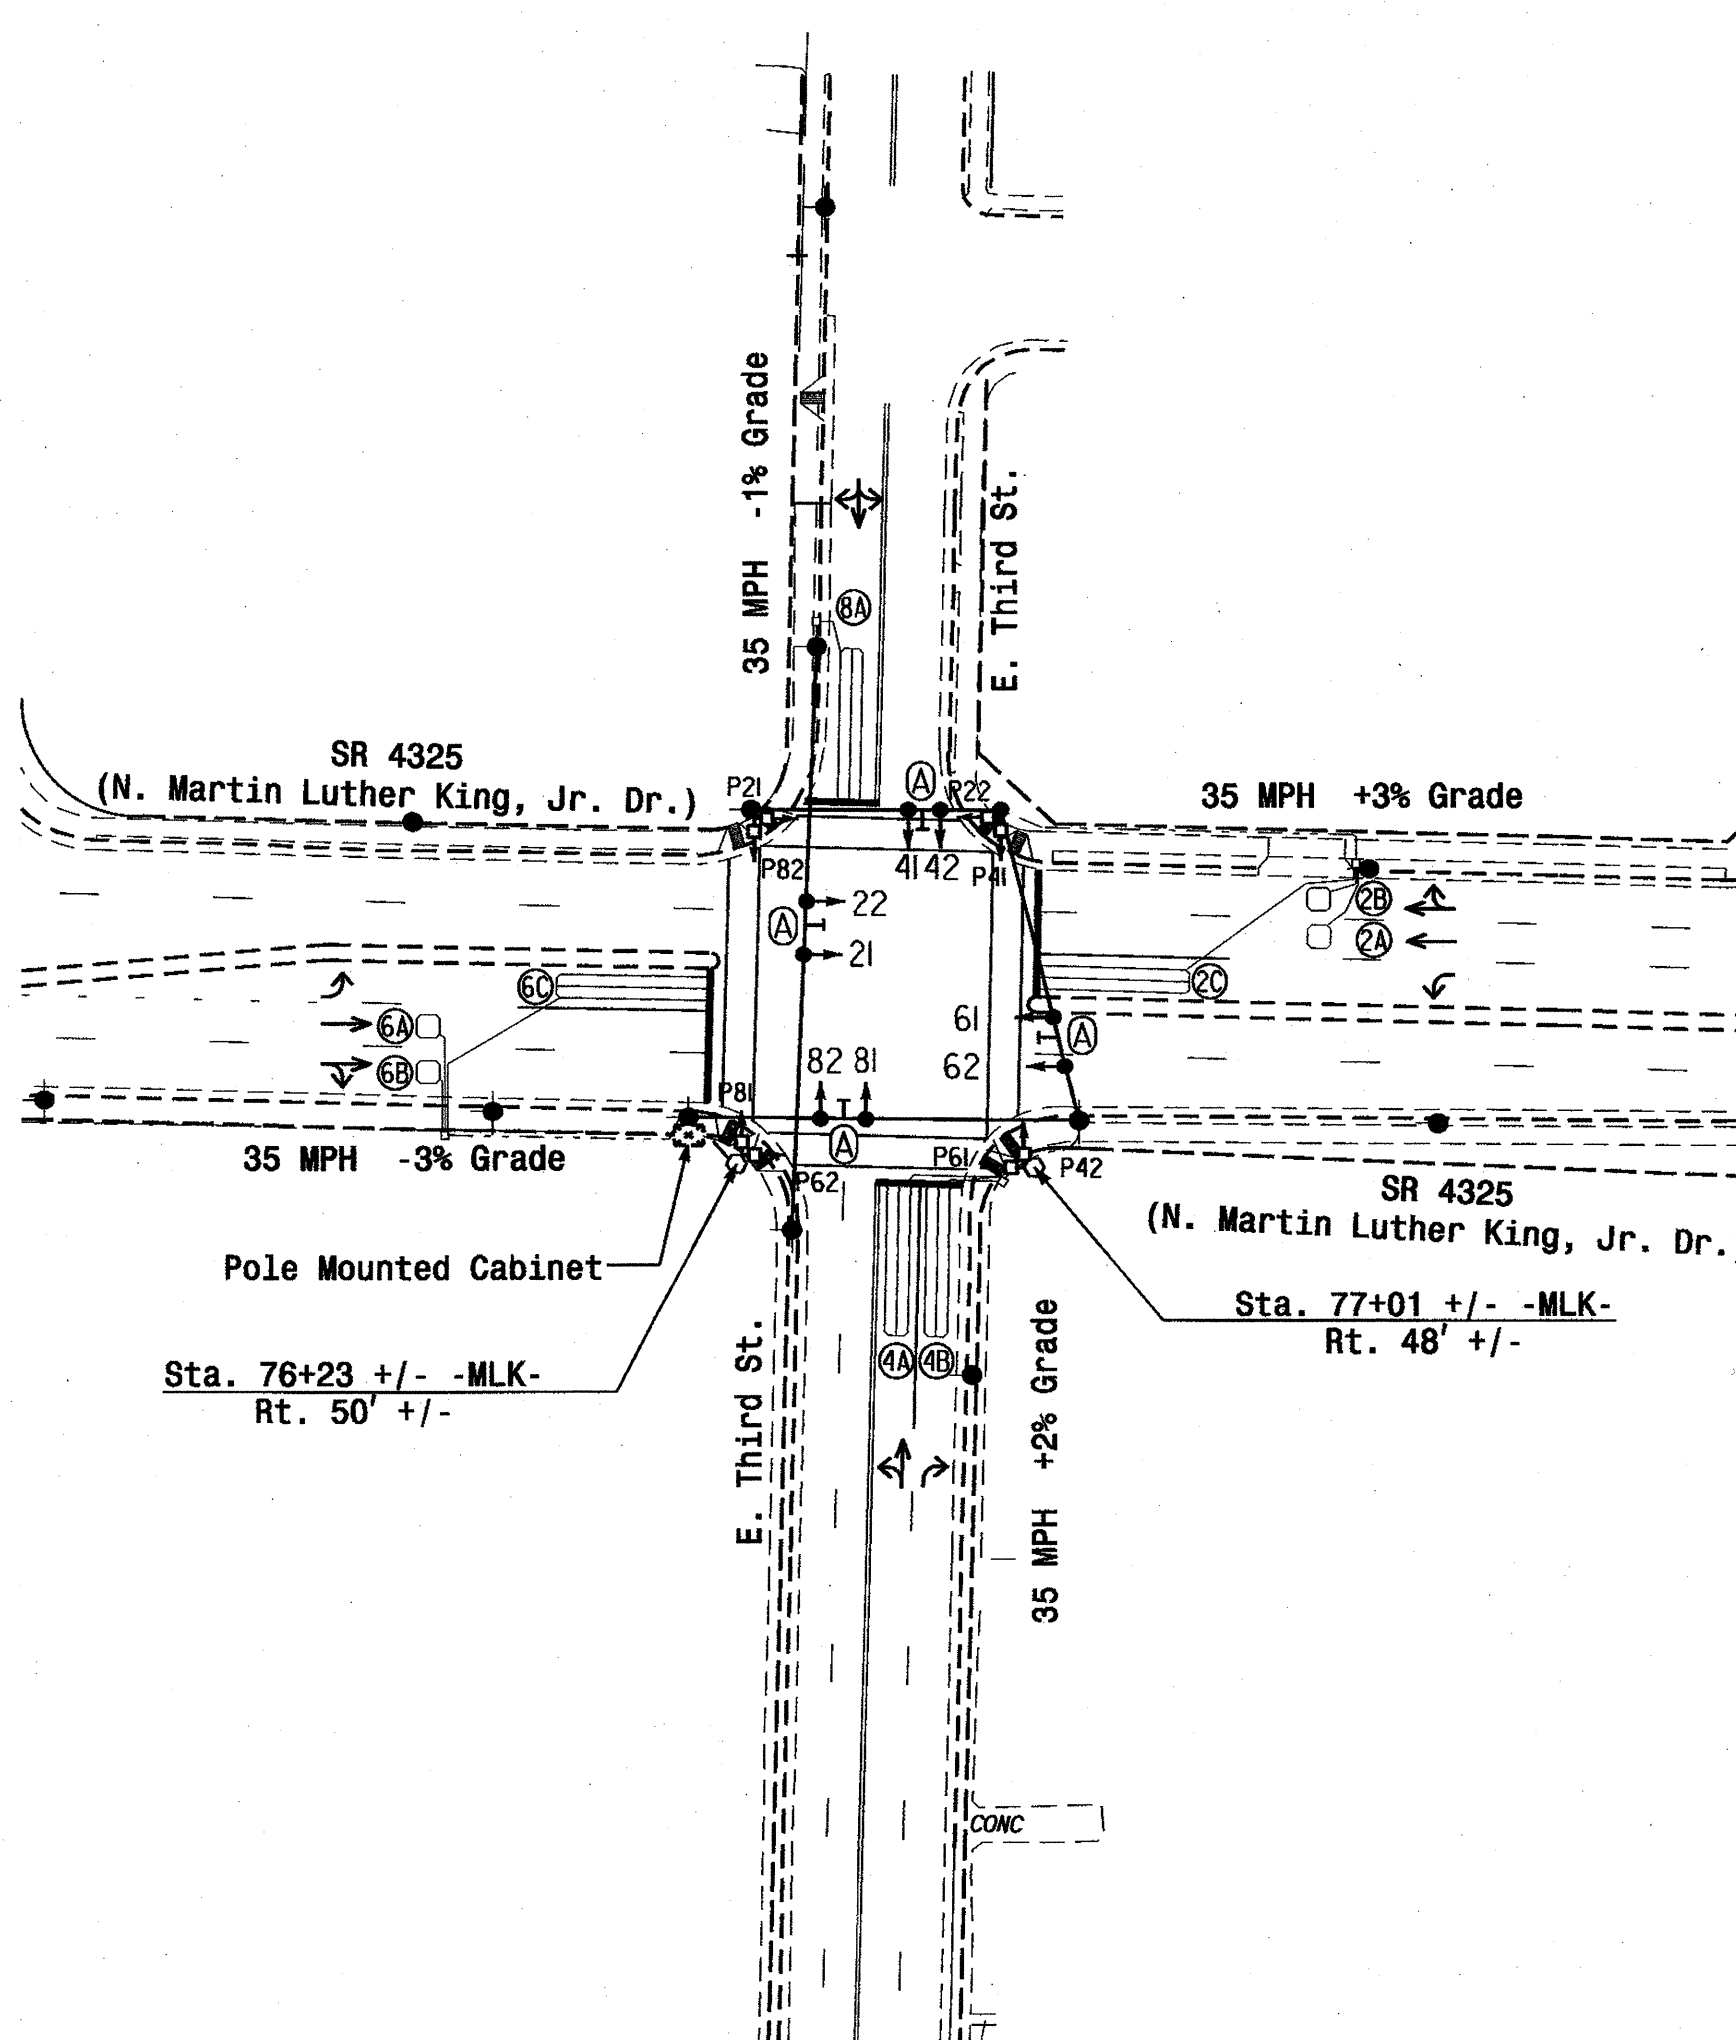 35 MPH -1% Grade
E. Third St.
8A
SR 4325
(N. Martin Luther King, Jr. Dr.)
P21
A
P22
35 MPH +3% Grade
P82
41 42
P41
22
A
21
2B
2A
6C
2C
6A
61
A
6B
62
82 81
P81
35 MPH -3% Grade
A
P61
P42
P62
SR 4325
(N. Martin Luther King, Jr. Dr.
Pole Mounted Cabinet
Sta. 77+01 +/- -MLK-
Rt. 48' +/-
Sta. 76+23 +/- -MLK-
Rt. 50' +/-
4A 4B
E. Third St.
35 MPH +2% Grade
CONC